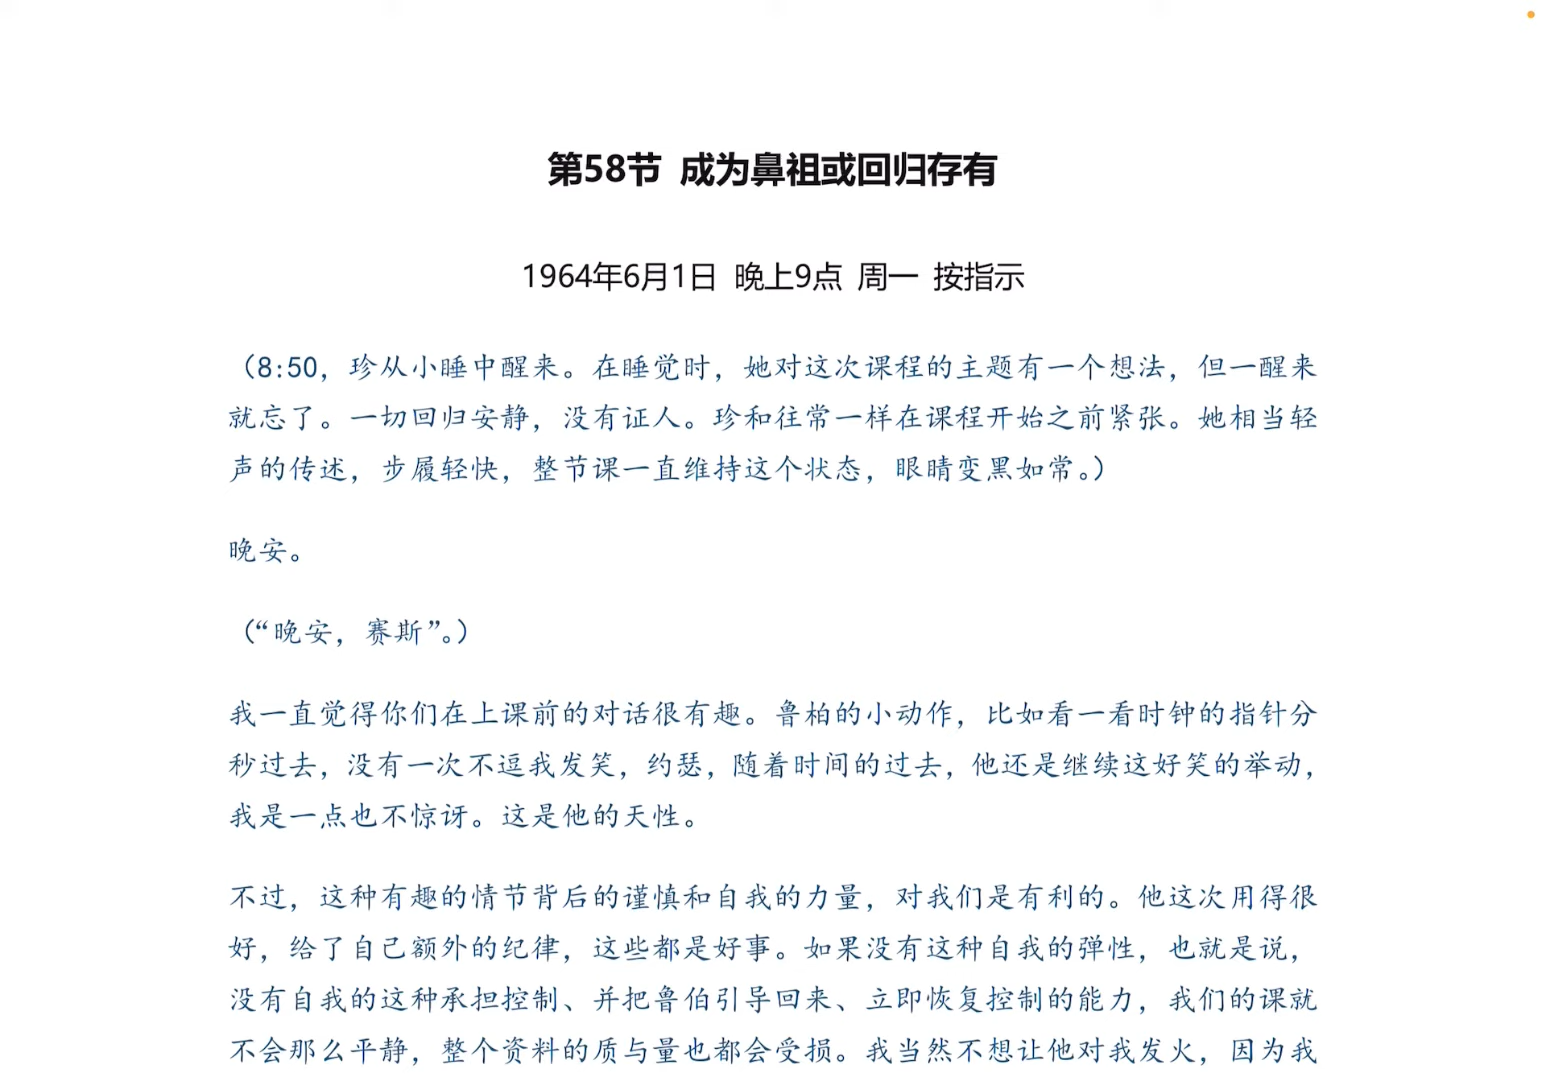 第58节 成为鼻祖或回归存有
1964年6月1日 晚上9点 周一 按指示
（8:50，珍从小睡中醒来。在睡觉时，她对这次课程的主题有一个想法，但一醒来
就忘了。一切回归安静，没有证人。珍和往常一样在课程开始之前紧张。她相当轻
声的传述，步履轻快，整节课一直维持这个状态，眼睛变黑如常。）
晚安。
（“晚安，赛斯”。）
我一直觉得你们在上课前的对话很有趣。鲁柏的小动作，比如看一看时钟的指针分
秒过去，没有一次不逗我发笑，约瑟，随着时间的过去，他还是继续这好笑的举动，
我是一点也不惊讶。这是他的天性。
不过，这种有趣的情节背后的谨慎和自我的力量，对我们是有利的。他这次用得很
好，给了自己额外的纪律，这些都是好事。如果没有这种自我的弹性，也就是说，
没有自我的这种承担控制、并把鲁伯引导回来、立即恢复控制的能力，我们的课就
不会那么平静，整个资料的质与量也都会受损。我当然不想让他对我发火，因为我